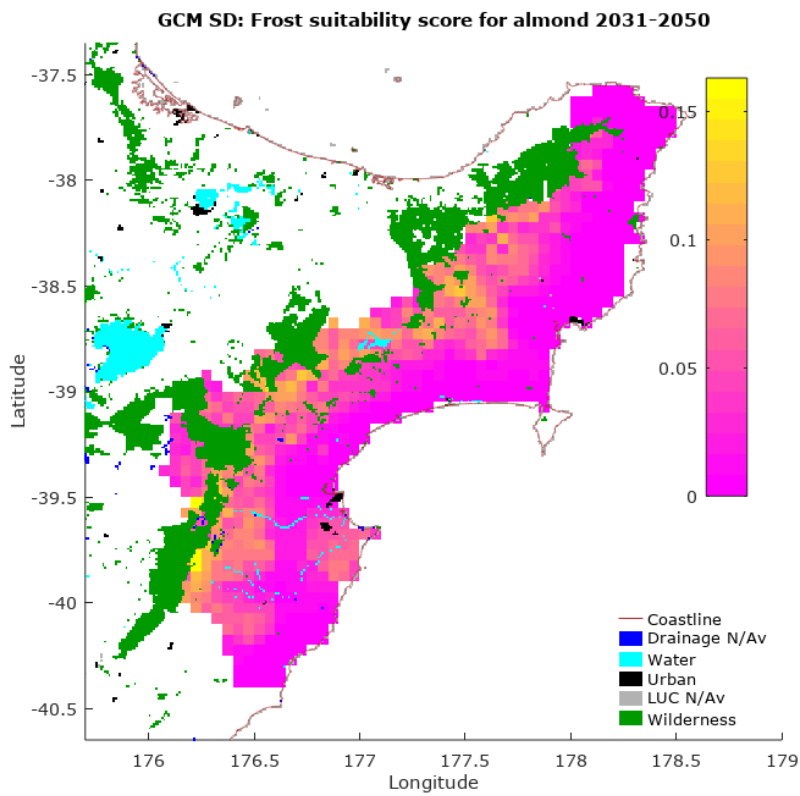 GCM SD: Frost suitability score for almond 2031-2050
-37.5
-38
-38.5
-39
-39.5
-40
-40.5
Latitude
176
176.5
177
177.5
178
178.5
179
Longitude
0.15
0.1
0.05
0
Coastline
Drainage N/Av
Water
Urban
LUC N/Av
Wilderness